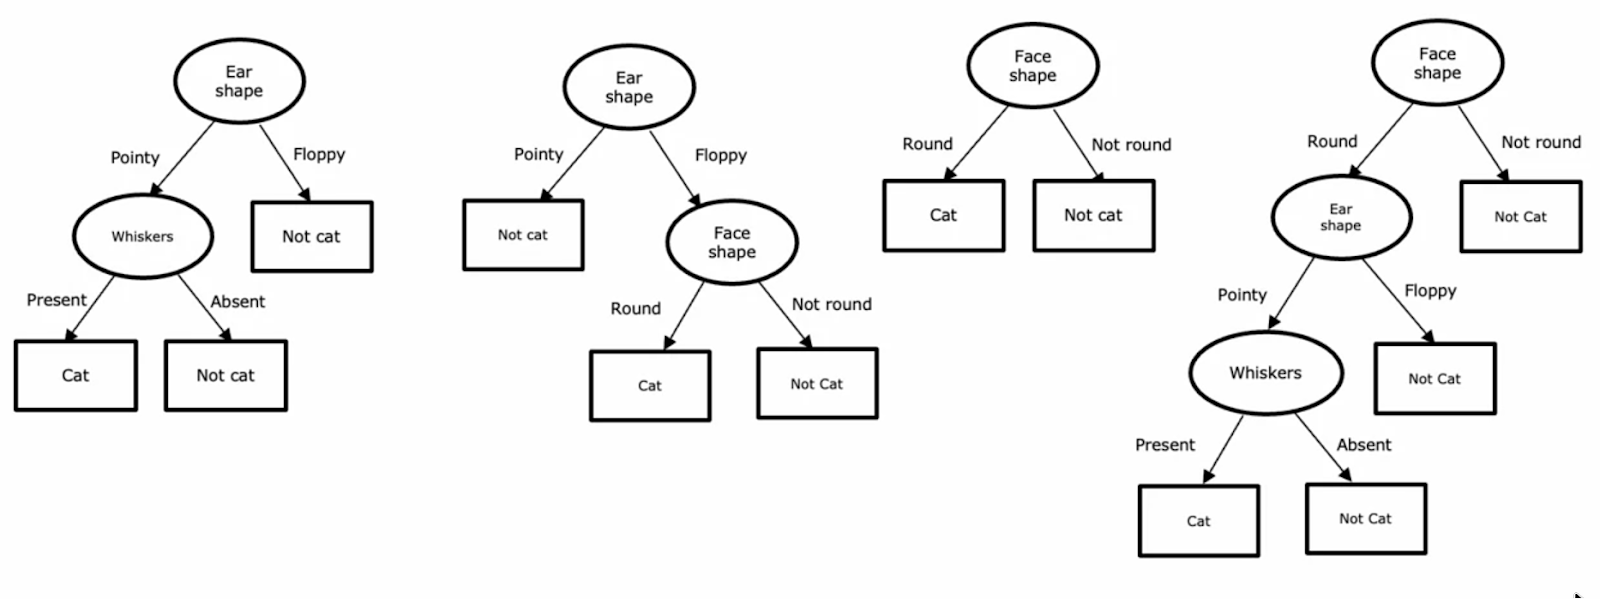 Ear
shape
Pointy
Floppy
Whiskers
Not cat
Present
Absent
Cat
Not cat
Ear
shape
Pointy
Floppy
Not cat
Face
shape
Round
Not round
Cat
Not Cat
Face
shape
Round
Not round
Cat
Not cat
Face
shape
Round
Not round
Ear
shape
Not Cat
Pointy
Floppy
Whiskers
Not Cat
Present
Absent
Cat
Not Cat